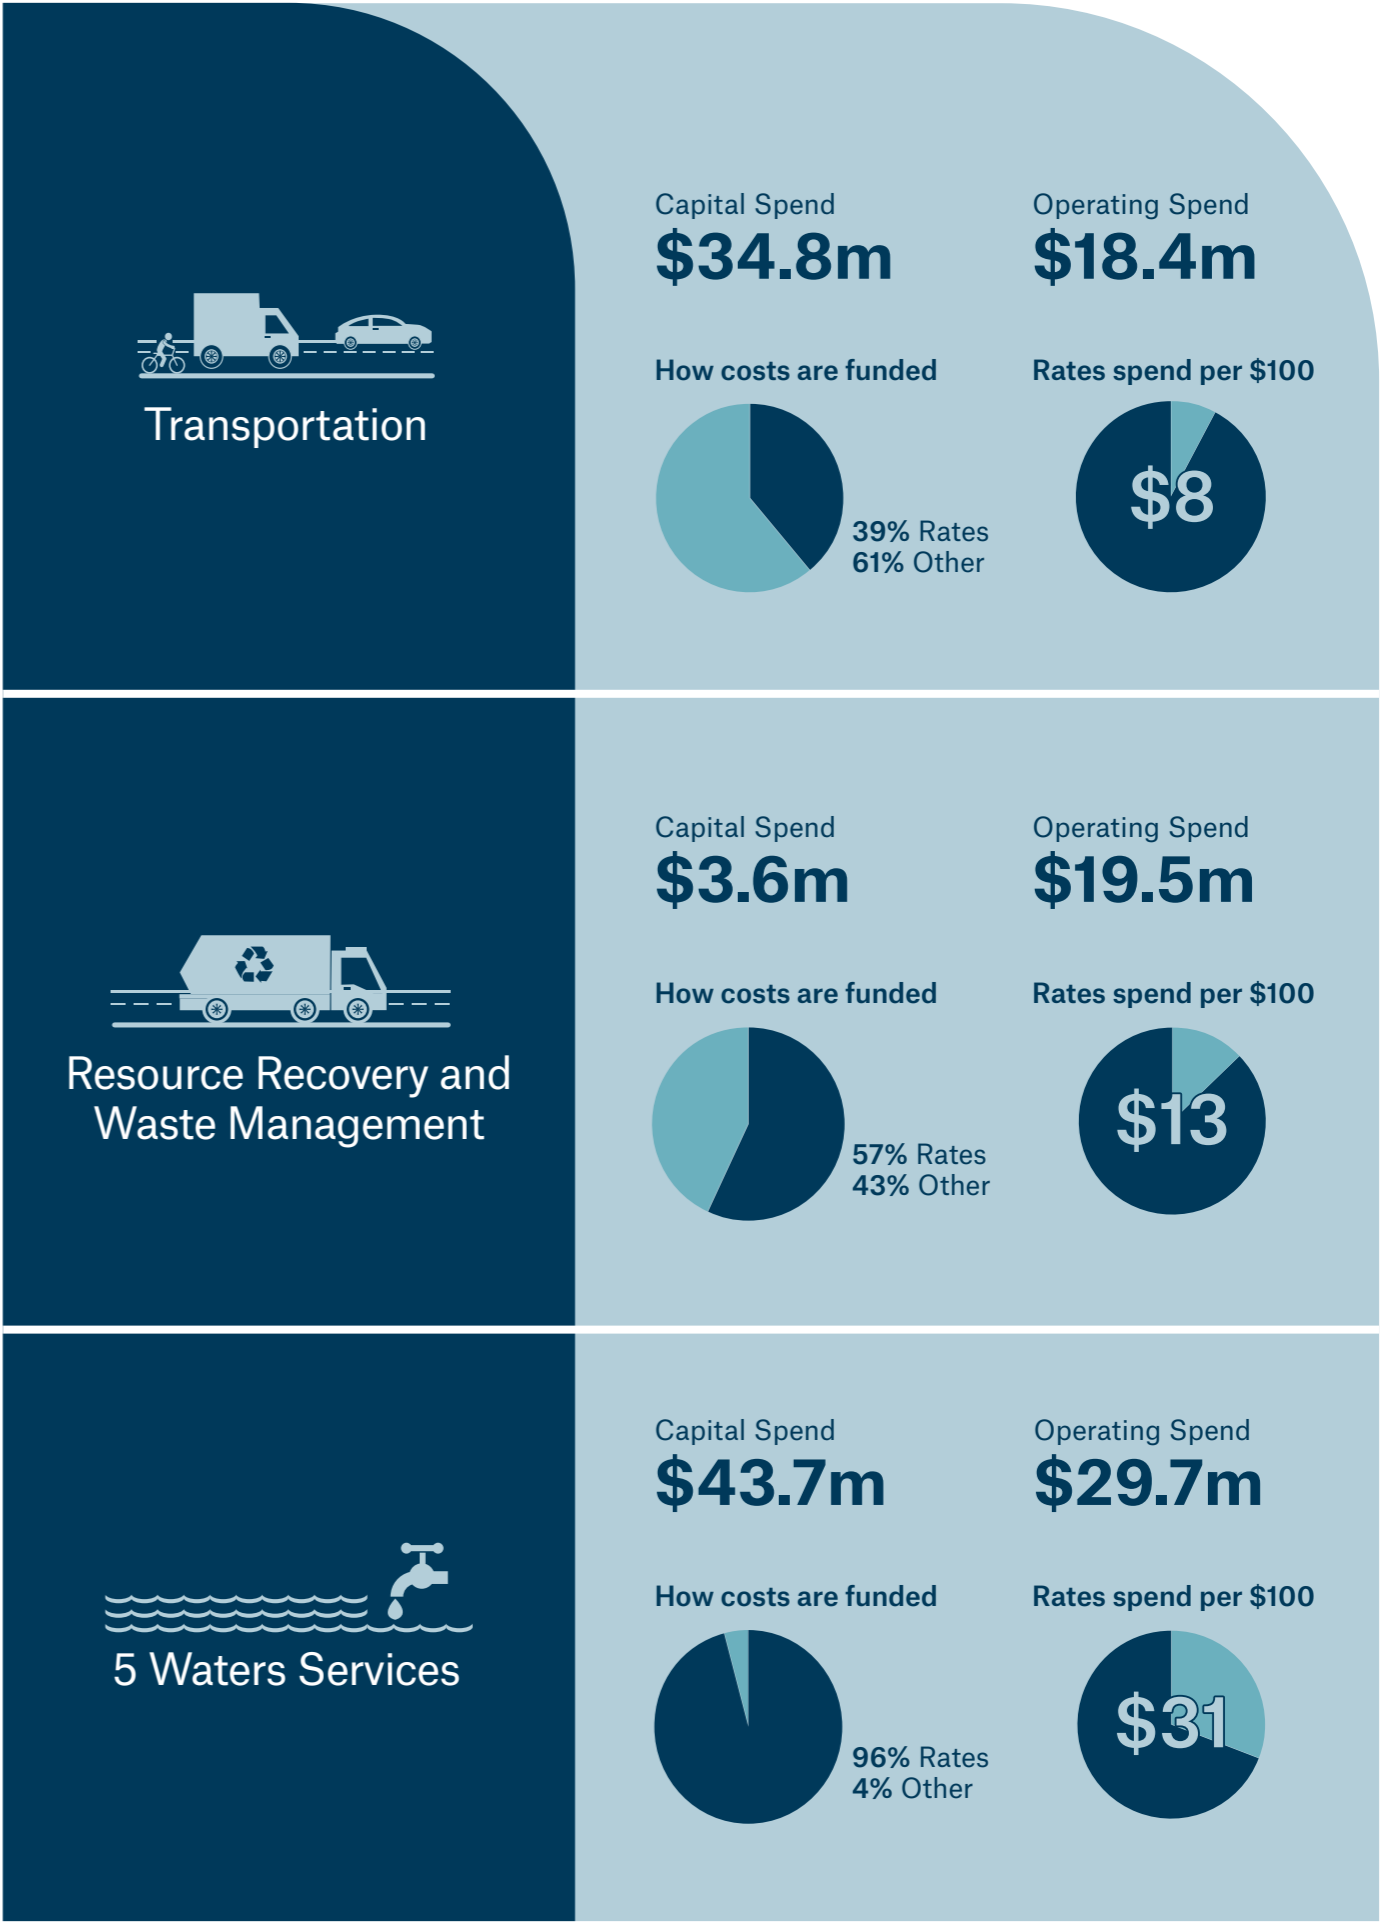 Transportation
Capital Spend
$34.8m
Operating Spend
$18.4m
How costs are funded
39% Rates
61% Other
Rates spend per $100
$8
Resource Recovery and
Waste Management
Capital Spend
$3.6m
Operating Spend
$19.5m
How costs are funded
57% Rates
43% Other
Rates spend per $100
$13
5 Waters Services
Capital Spend
$43.7m
Operating Spend
$29.7m
How costs are funded
96% Rates
4% Other
Rates spend per $100
$31